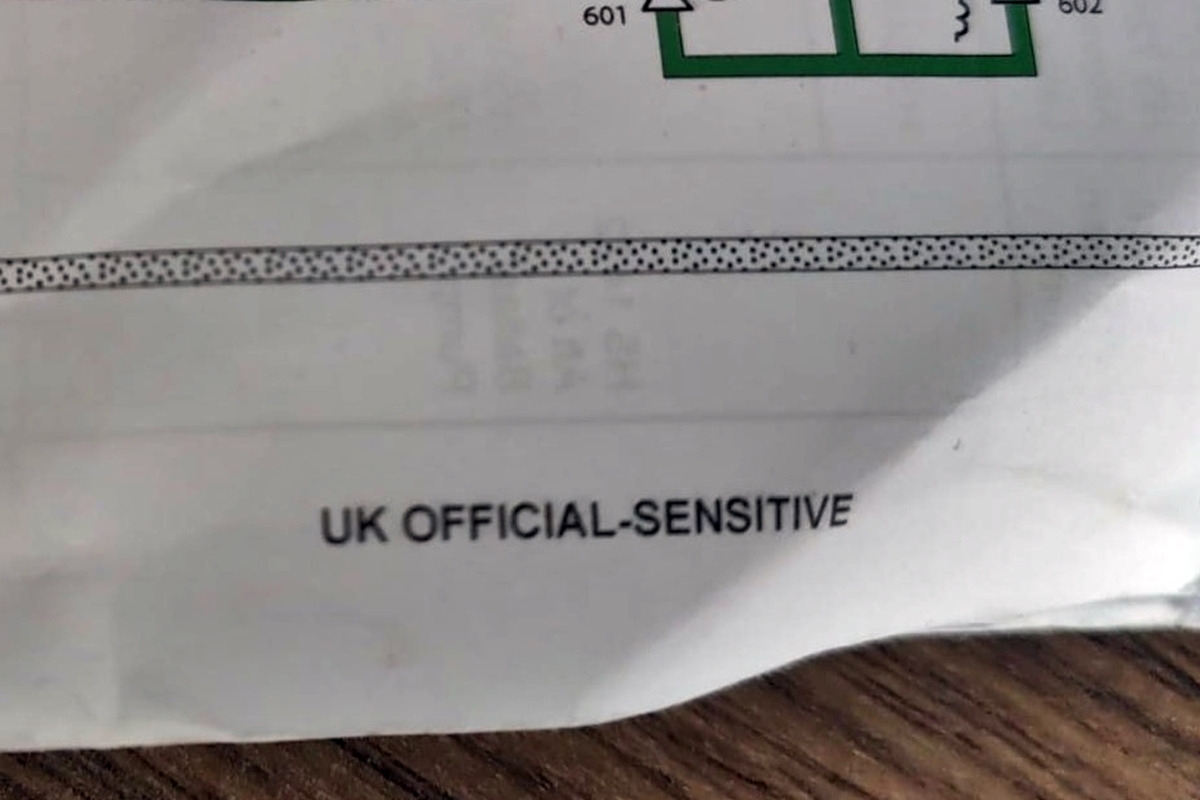 601 602
UK OFFICIAL-SENSITIVE